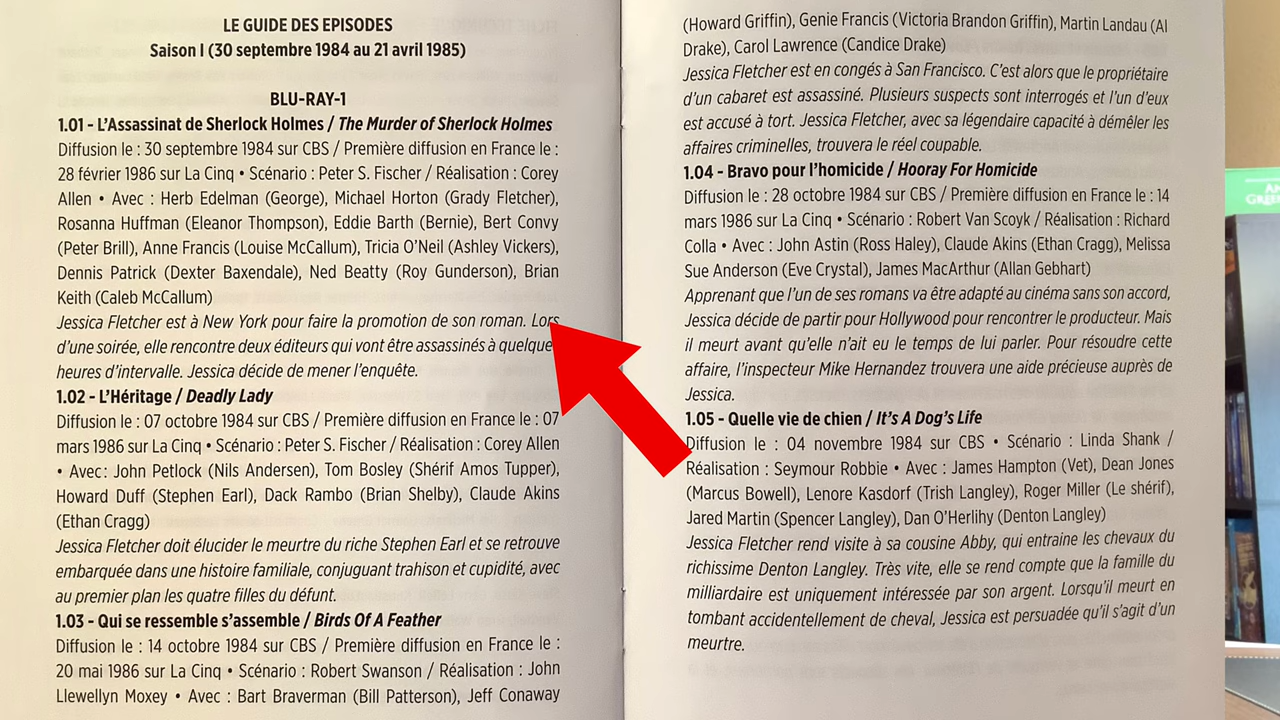 LE GUIDE DES EPISODES
Saison I (30 septembre 1984 au 21 avril 1985)
BLU-RAY-1
1.01 - L'Assassinat de Sherlock Holmes / The Murder of Sherlock Holmes
Diffusion le : 30 septembre 1984 sur CBS / Première diffusion en France le :
28 février 1986 sur La Cinq • Scénario : Peter S. Fischer / Réalisation : Corey
Allen • Avec : Herb Edelman (George), Michael Horton (Grady Fletcher),
Rosanna Huffman (Eleanor Thompson), Eddie Barth (Bernie), Bert Convy
(Peter Brill), Anne Francis (Louise McCallum), Tricia O'Neil (Ashley Vickers),
Dennis Patrick (Dexter Baxendale), Ned Beatty (Roy Gunderson), Brian
Keith (Caleb McCallum)
Jessica Fletcher est à New York pour faire la promotion de son roman. Lors
d'une soirée, elle rencontre deux éditeurs qui vont être assassinés à quelque
heures d'intervalle. Jessica décide de mener l'enquête.
1.02 - L'Héritage / Deadly Lady
Diffusion le : 07 octobre 1984 sur CBS / Première diffusion en France le : 07
mars 1986 sur La Cinq • Scénario : Peter S. Fischer / Réalisation : Corey Allen
• Avec: John Petlock (Nils Andersen), Tom Bosley (Shérif Amos Tupper),
Howard Duff (Stephen Earl), Dack Rambo (Brian Shelby), Claude Akins
(Ethan Cragg)
Jessica Fletcher doit élucider le meurtre du riche Stephen Earl et se retrouve
embarquée dans une histoire familiale, conjuguant trahison et cupidité, avec
au premier plan les quatre filles du défunt.
1.03 - Qui se ressemble s'assemble / Birds Of A Feather
Diffusion le : 14 octobre 1984 sur CBS / Première diffusion en France le :
20 mai 1986 sur La Cinq • Scénario : Robert Swanson / Réalisation : John
Llewellyn Moxey • Avec : Bart Braverman (Bill Patterson), Jeff Conaway
(Howard Griffin), Genie Francis (Victoria Brandon Griffin), Martin Landau (Al
Drake), Carol Lawrence (Candice Drake)
Jessica Fletcher est en congés à San Francisco. C'est alors que le propriétaire
d'un cabaret est assassiné. Plusieurs suspects sont interrogés et l'un d'eux
est accusé à tort. Jessica Fletcher, avec sa légendaire capacité à démêler les
affaires criminelles, trouvera le réel coupable.
1.04 - Bravo pour l'homicide / Hooray For Homicide
Diffusion le : 28 octobre 1984 sur CBS / Première diffusion en France le : 14
mars 1986 sur La Cinq • Scénario : Robert Van Scoyk / Réalisation : Richard
Colla • Avec : John Astin (Ross Haley), Claude Akins (Ethan Cragg), Melissa
Sue Anderson (Eve Crystal), James MacArthur (Allan Gebhart)
Apprenant que l'un de ses romans va être adapté au cinéma sans son accord,
Jessica décide de partir pour Hollywood pour rencontrer le producteur. Mais
il meurt avant qu'elle n'ait eu le temps de lui parler. Pour résoudre cette
affaire, l'inspecteur Mike Hernandez trouvera une aide précieuse auprès de
Jessica.
1.05 - Quelle vie de chien / It's A Dog's Life
Diffusion le : 04 novembre 1984 sur CBS • Scénario : Linda Shank /
Réalisation : Seymour Robbie • Avec : James Hampton (Vet), Dean Jones
(Marcus Bowell), Lenore Kasdorf (Trish Langley), Roger Miller (Le shérif),
Jared Martin (Spencer Langley), Dan O'Herlihy (Denton Langley)
Jessica Fletcher rend visite à sa cousine Abby, qui entraine les chevaux du
richissime Denton Langley. Très vite, elle se rend compte que la famille du
milliardaire est uniquement intéressée par son argent. Lorsqu'il meurt en
tombant accidentellement de cheval, Jessica est persuadée qu'il s'agit d'un
meurtre.